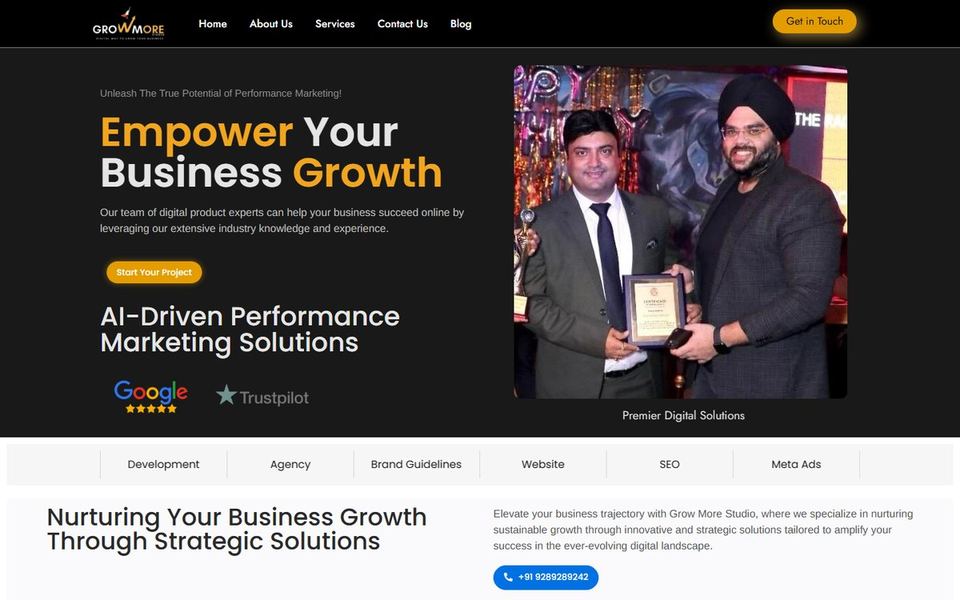 GROWMORE
Home
About Us
Services
Contact Us
Blog
Get in Touch
Unleash The True Potential of Performance Marketing!
Empower Your
Business Growth
Our team of digital product experts can help your business succeed online by
leveraging our extensive industry knowledge and experience.
Start Your Project
AI-Driven Performance
Marketing Solutions
Google
Trustpilot
THE
CERTIFICATE
Premier Digital Solutions
Development
Agency
Brand Guidelines
Website
SEO
Meta Ads
Nurturing Your Business Growth
Through Strategic Solutions
Elevate your business trajectory with Grow More Studio, where we specialize in nurturing
sustainable growth through innovative and strategic solutions tailored to amplify your
success in the ever-evolving digital landscape.
+91 9289289242